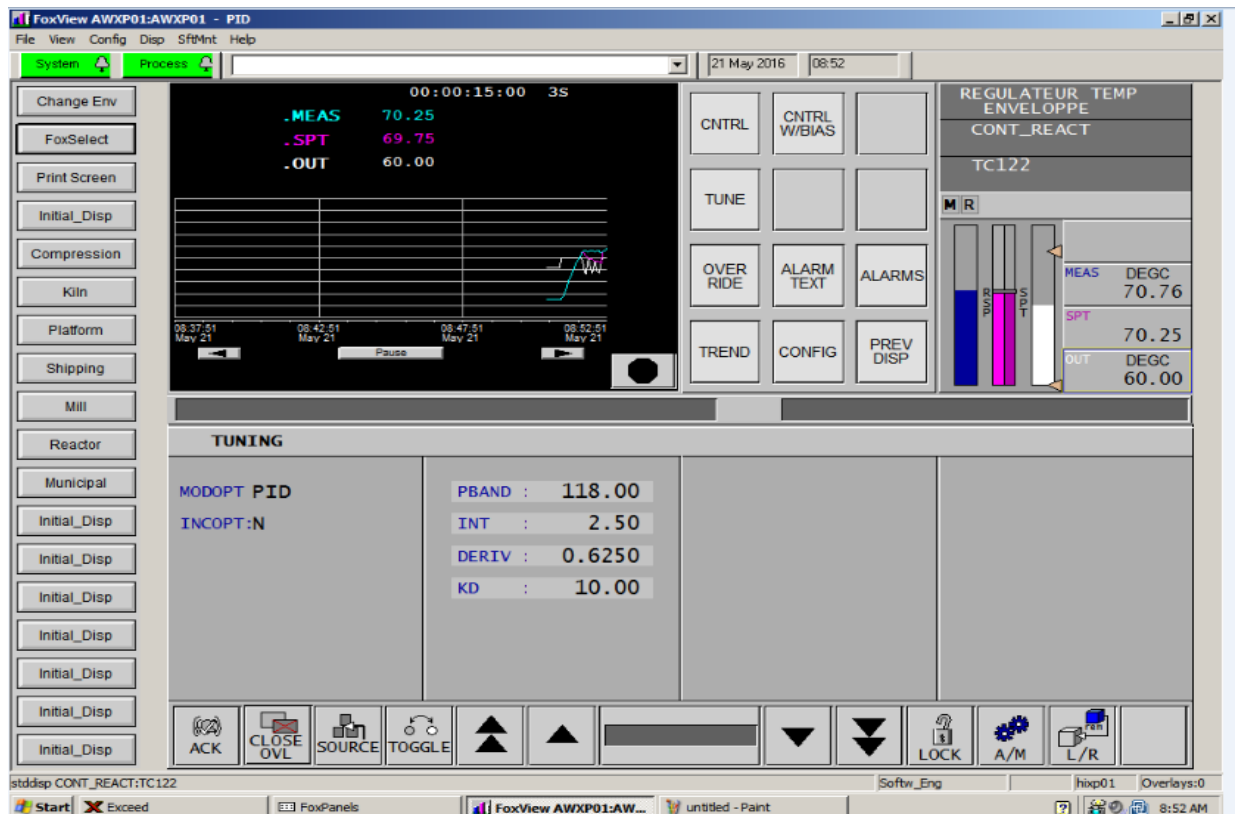 FoxView AWXP01:AWXP01 - PID
File View Config Disp SftMnt Help
System Process 21 May 2016 08:52
Change Env
FoxSelect
Print Screen
Initial_Disp
Compression
Kiln
Platform
Shipping
Mill
Reactor
Municipal
Initial_Disp
Initial_Disp
Initial_Disp
Initial_Disp
Initial_Disp
Initial_Disp
Initial_Disp
00:00:15:00 3S
.MEAS 70.25
.SPT 69.75
.OUT 60.00
08:37:51 08:42:51 08:47:51 08:52:51
May 21 May 21 May 21 May 21
Pause
CNTRL CNTRL W/BIAS
TUNE
OVER RIDE ALARM TEXT ALARMS
TREND CONFIG PREV DISP
REGULATEUR TEMP
ENVELOPPE
CONT_REACT
TC122
M R
RSP SPT
MEAS DEGC
70.76
SPT
70.25
OUT DEGC
60.00
TUNING
MODOPT PID
INCOPT:N
PBAND : 118.00
INT : 2.50
DERIV : 0.6250
KD : 10.00
ACK CLOSE OVL SOURCE TOGGLE LOCK A/M ren L/R
stddisp CONT_REACT:TC122 Softw_Eng hixp01 Overlays:0
Start Exceed FoxPanels FoxView AWXP01:AW... untitled - Paint ? 8:52 AM